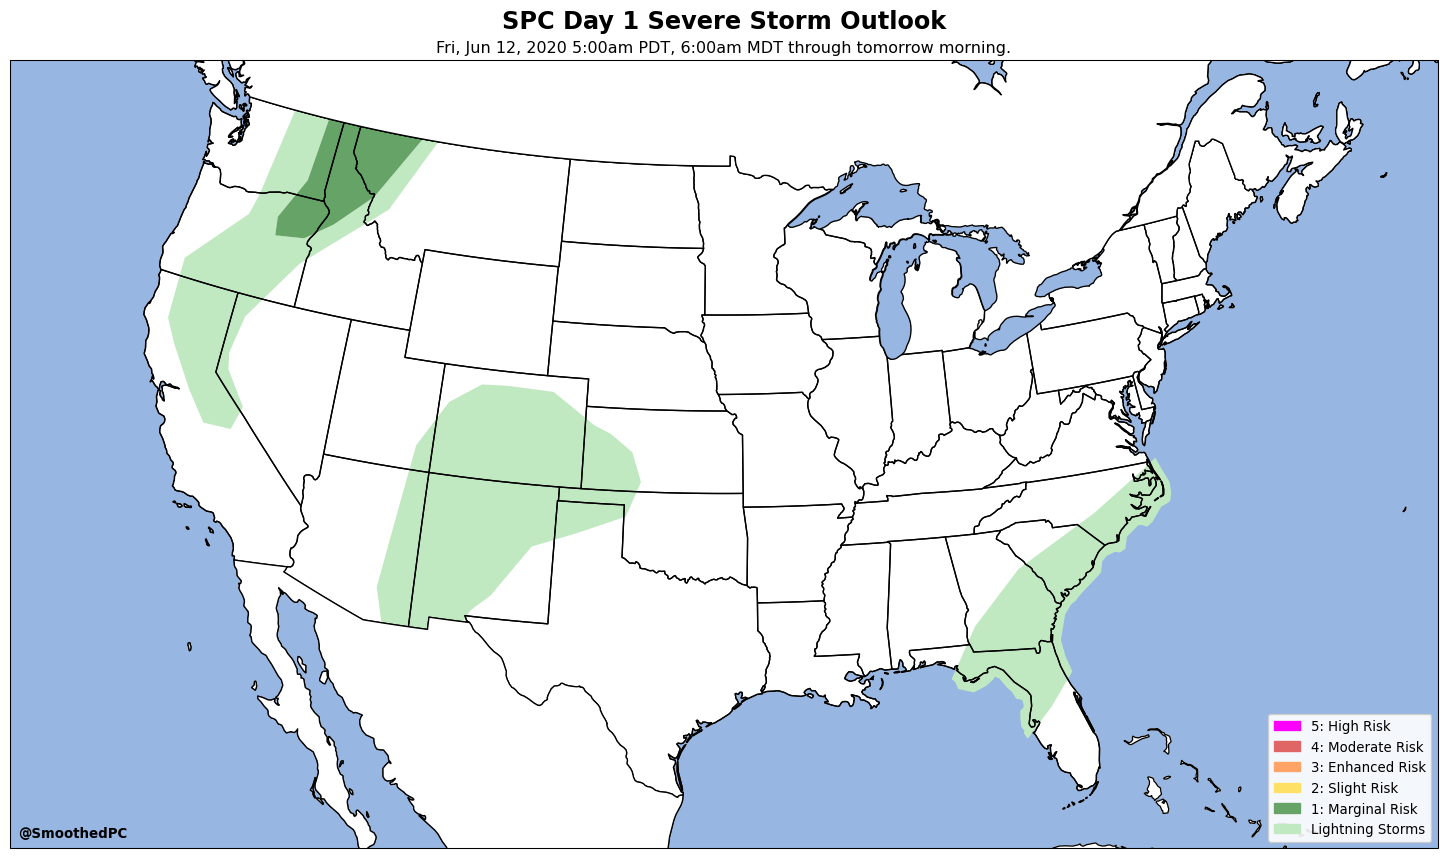 SPC Day 1 Severe Storm Outlook
Fri, Jun 12, 2020 5:00am PDT, 6:00am MDT through tomorrow morning.
5: High Risk
4: Moderate Risk
3: Enhanced Risk
2: Slight Risk
1: Marginal Risk
Lightning Storms
@SmoothedPC